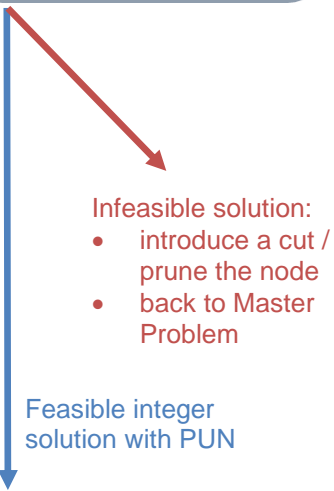 Infeasible solution:
• introduce a cut /
prune the node
• back to Master
Problem
Feasible integer
solution with PUN